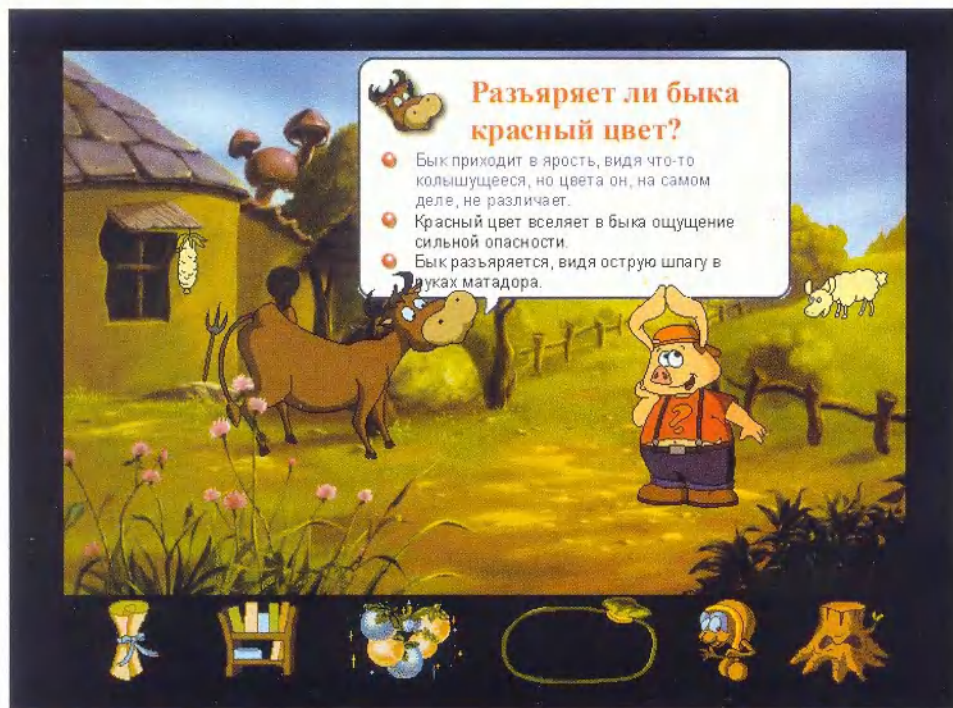 Разъяряет ли быка
красный цвет?
Бык приходит в ярость, видя что-то
колышущееся, но цвета он, на самом
деле, не различает.
Красный цвет вселяет в быка ощущение
сильной опасности.
Бык разъяряется, видя острую шпагу в
руках матадора.
?